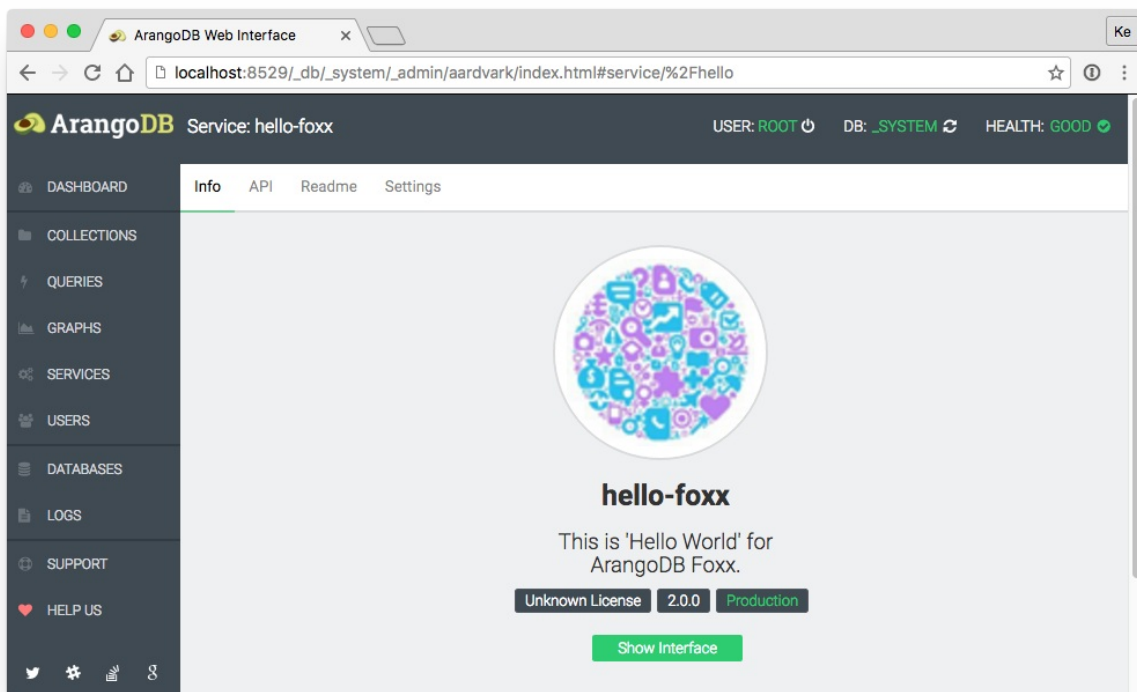 ArangoDB Web Interface
Ke
localhost:8529/_db/_system/_admin/aardvark/index.html#service/%2Fhello
ArangoDB Service: hello-foxx USER: ROOT DB: _SYSTEM HEALTH: GOOD
DASHBOARD
Info API Readme Settings
COLLECTIONS
QUERIES
GRAPHS
SERVICES
USERS
DATABASES
LOGS
SUPPORT
HELP US
hello-foxx
This is 'Hello World' for
ArangoDB Foxx.
Unknown License 2.0.0 Production
Show Interface